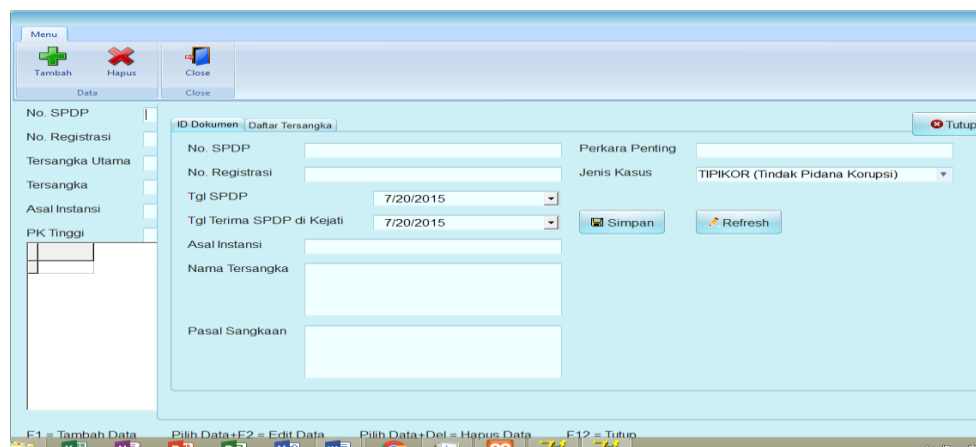 Menu
Tambah Hapus Close
Data Close
No. SPDP
No. Registrasi
Tersangka Utama
Tersangka
Asal Instansi
PK Tinggi
ID Dokumen Daftar Tersangka
Tutup
No. SPDP Perkara Penting
No. Registrasi Jenis Kasus TIPIKOR (Tindak Pidana Korupsi)
Tgl SPDP 7/20/2015
Tgl Terima SPDP di Kejati 7/20/2015 Simpan Refresh
Asal Instansi
Nama Tersangka
Pasal Sangkaan
F1 = Tambah Data Pilih Data+F2 = Edit Data Pilih Data+Del = Hapus Data F12 = Tutup